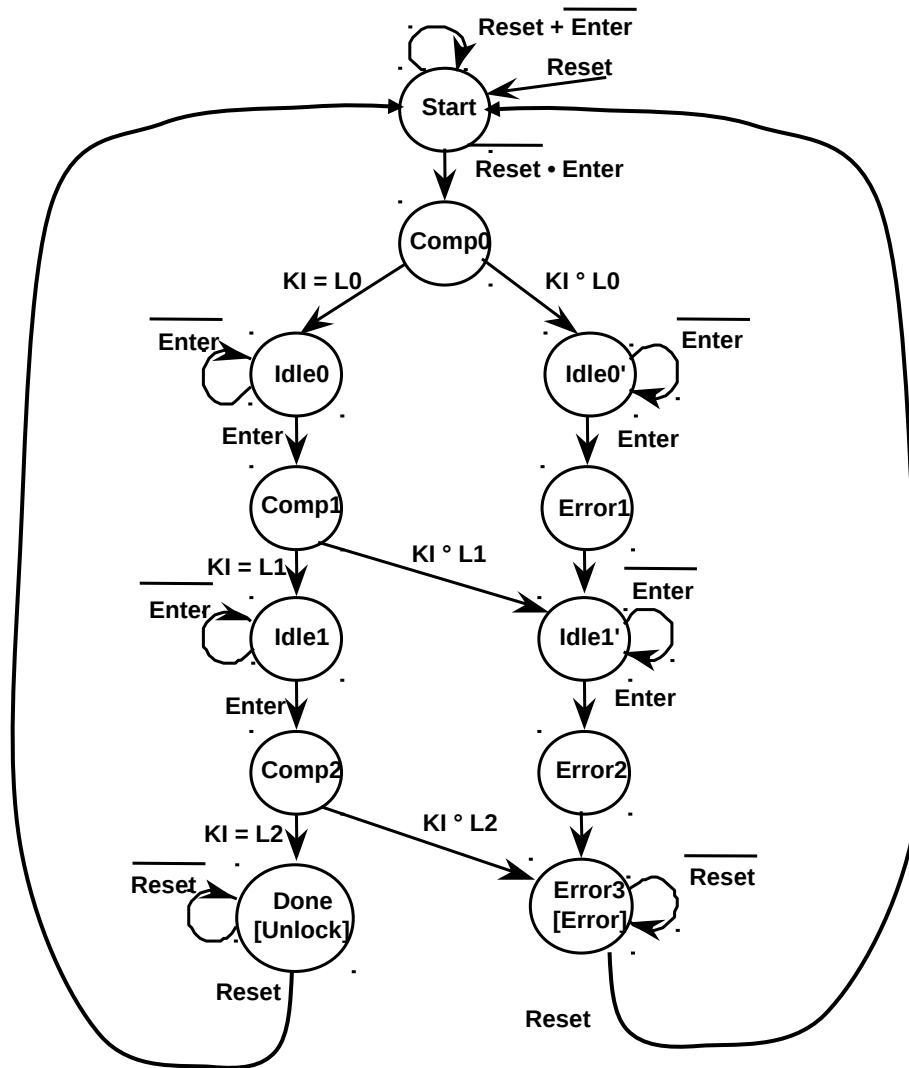 Reset + Enter
Reset
Start
Reset • Enter
Comp0
KI = L0
KI ° L0
Enter
Enter
Idle0
Idle0'
Enter
Enter
Comp1
Error1
KI = L1
KI ° L1
Enter
Enter
Idle1
Idle1'
Enter
Enter
Comp2
Error2
KI = L2
KI ° L2
Reset
Reset
Done
[Unlock]
Error3
[Error]
Reset
Reset